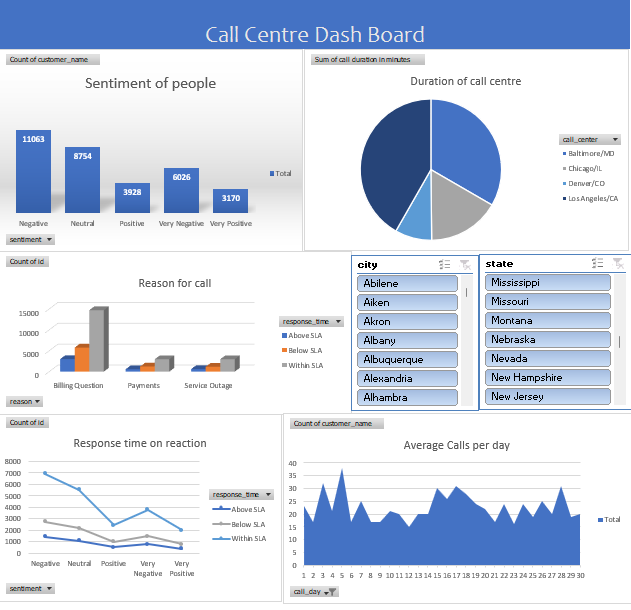 Call Centre Dash Board
Count of customer_name
Sentiment of people
11063
8754
3928
6026
3170
Total
Negative Neutral Positive Very Negative Very Positive
sentiment
Sum of call duration in minutes
Duration of call centre
call_center
Baltimore/MD
Chicago/IL
Denver/CO
Los Angeles/CA
Count of id
Reason for call
15000
10000
5000
0
Billing Question Payments Service Outage
response_time
Above SLA
Below SLA
Within SLA
reason
city
Abilene
Aiken
Akron
Albany
Albuquerque
Alexandria
Alhambra
state
Mississippi
Missouri
Montana
Nebraska
Nevada
New Hampshire
New Jersey
Count of id
Response time on reaction
8000
7000
6000
5000
4000
3000
2000
1000
0
Negative Neutral Positive Very Negative Very Positive
response_time
Above SLA
Below SLA
Within SLA
sentiment
Count of customer_name
Average Calls per day
40
35
30
25
20
15
10
5
0
1 2 3 4 5 6 7 8 9 10 11 12 13 14 15 16 17 18 19 20 21 22 23 24 25 26 27 28 29 30
Total
call_day